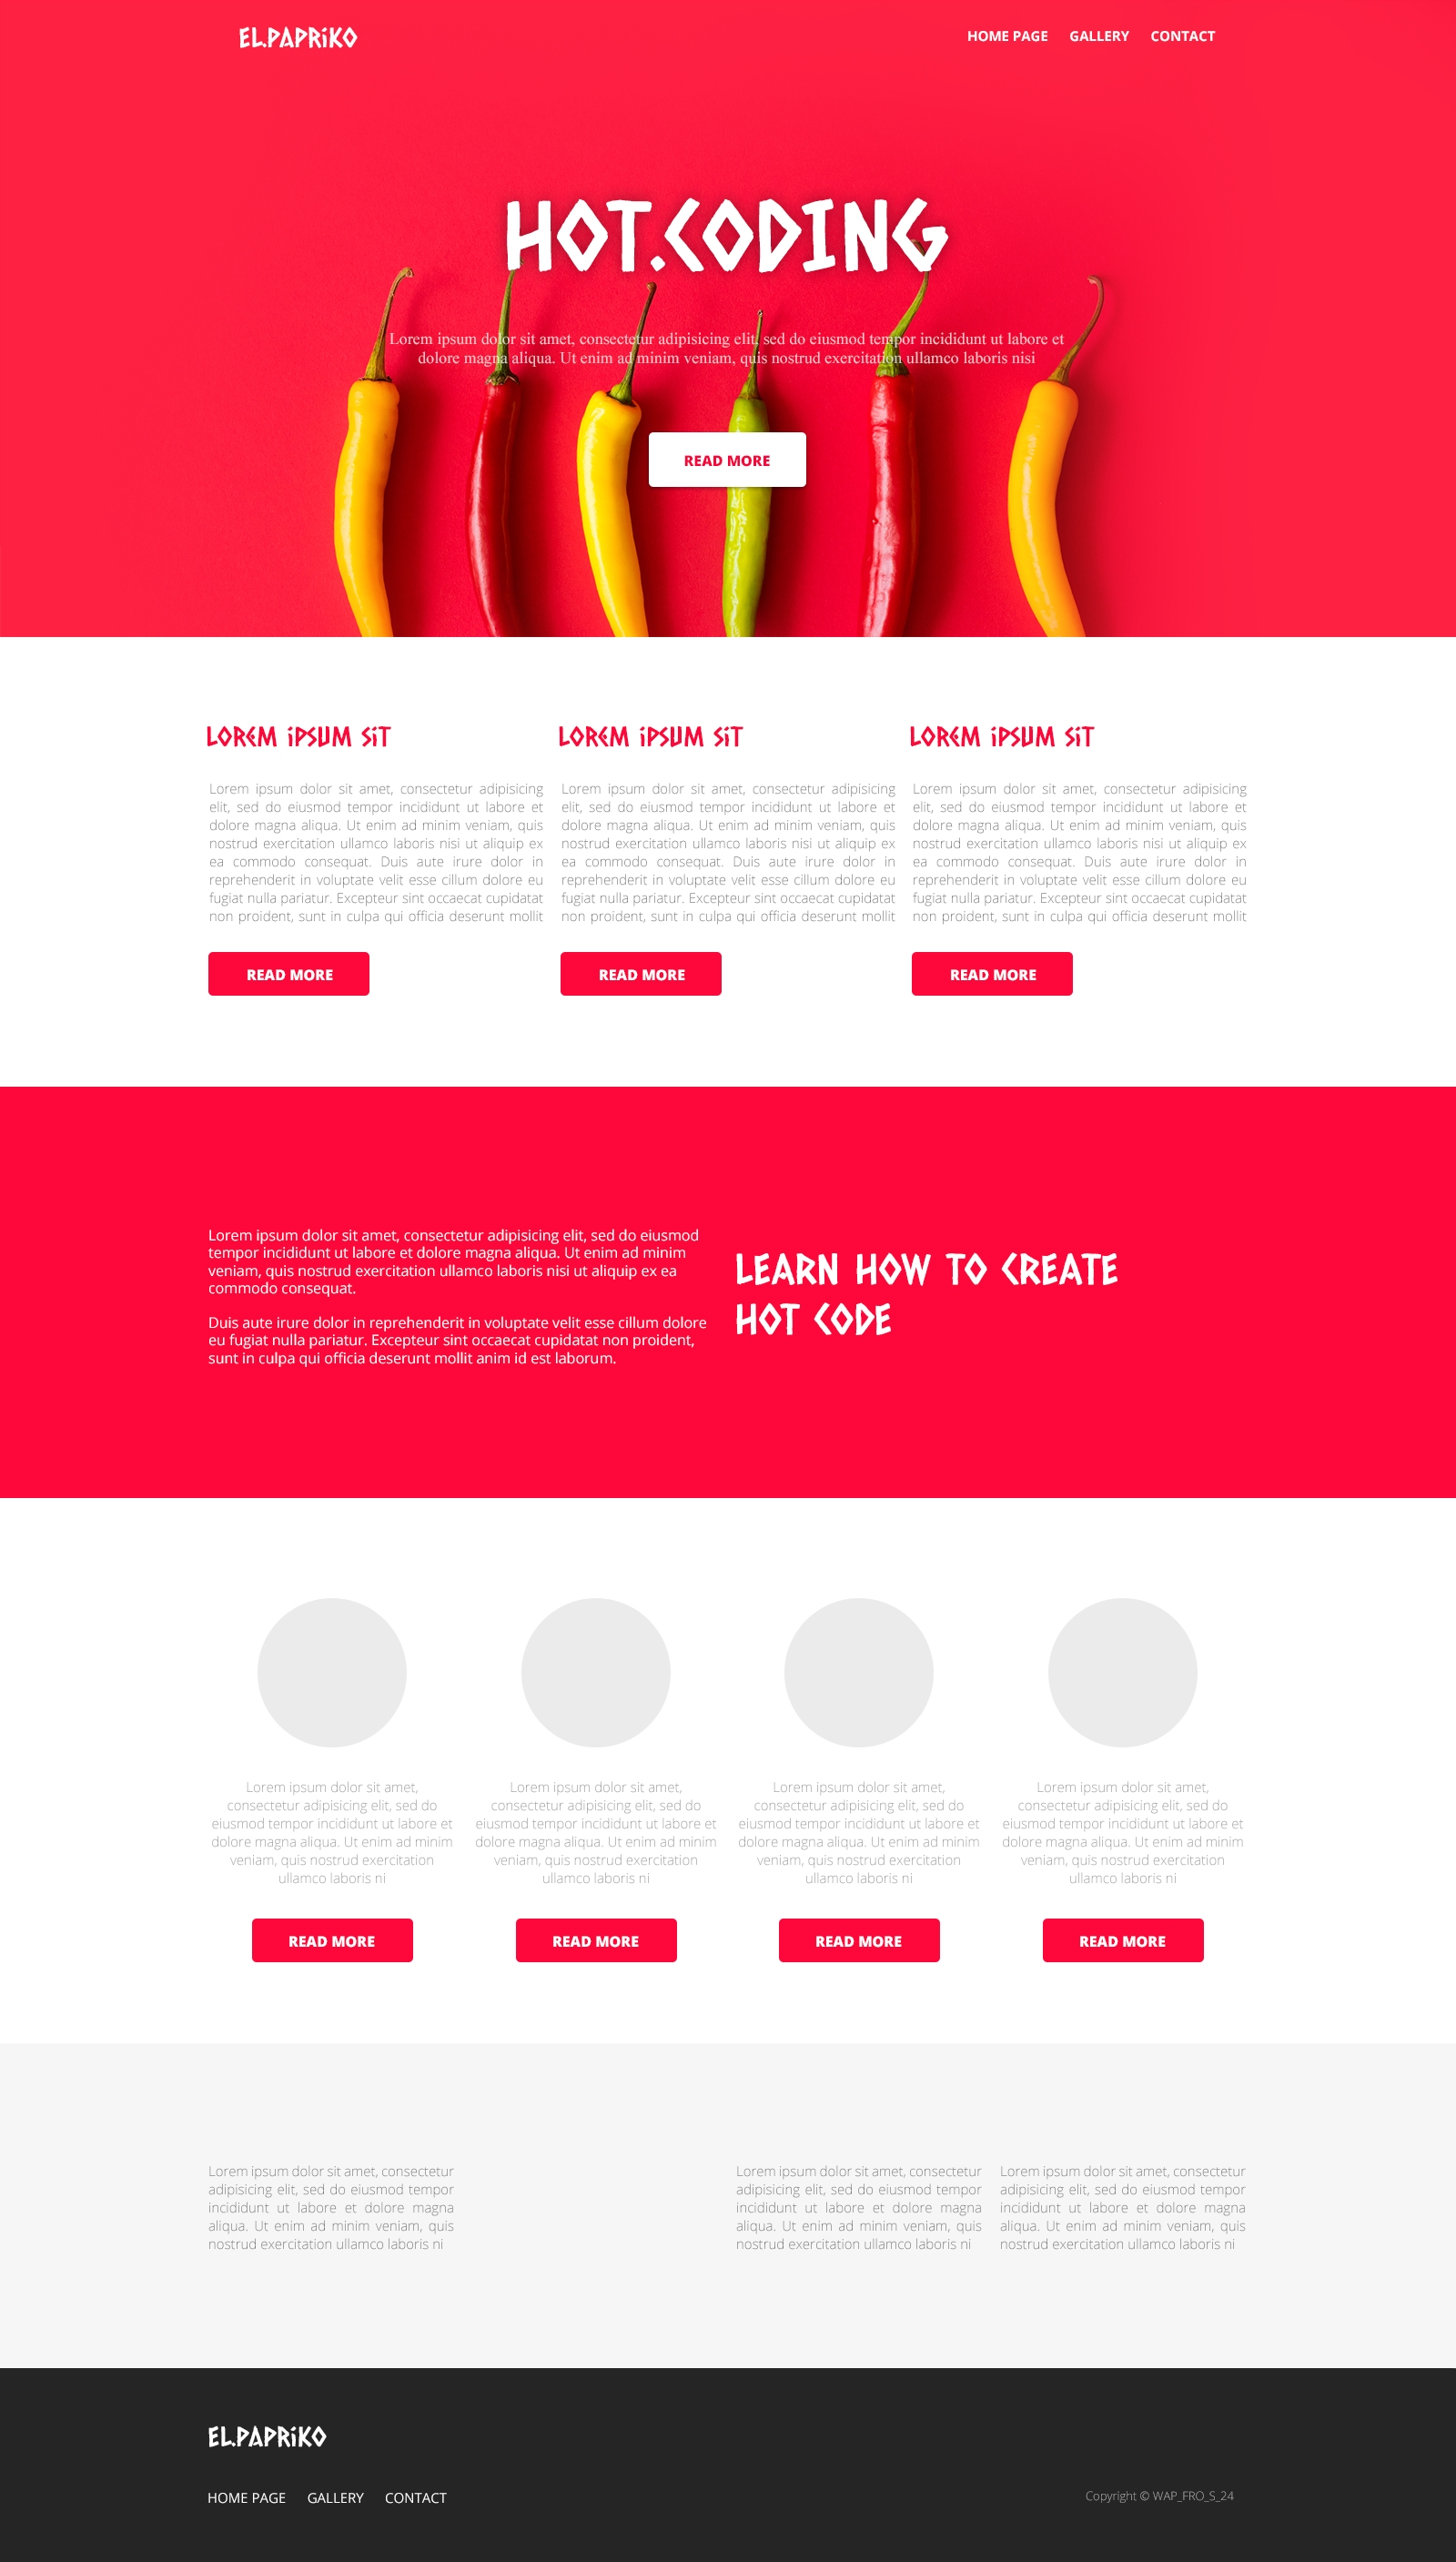 EL.PAPRiKO
HOME PAGE GALLERY CONTACT
HOT.CODING
Lorem ipsum dolor sit amet, consectetur adipisicing elit, sed do eiusmod tempor incididunt ut labore et
dolore magna aliqua. Ut enim ad minim veniam, quis nostrud exercitation ullamco laboris nisi
READ MORE
LOREM iPSUM SiT
Lorem ipsum dolor sit amet, consectetur adipisicing
elit, sed do eiusmod tempor incididunt ut labore et
dolore magna aliqua. Ut enim ad minim veniam, quis
nostrud exercitation ullamco laboris nisi ut aliquip ex
ea commodo consequat. Duis aute irure dolor in
reprehenderit in voluptate velit esse cillum dolore eu
fugiat nulla pariatur. Excepteur sint occaecat cupidatat
non proident, sunt in culpa qui officia deserunt mollit
READ MORE
LOREM iPSUM SiT
Lorem ipsum dolor sit amet, consectetur adipisicing
elit, sed do eiusmod tempor incididunt ut labore et
dolore magna aliqua. Ut enim ad minim veniam, quis
nostrud exercitation ullamco laboris nisi ut aliquip ex
ea commodo consequat. Duis aute irure dolor in
reprehenderit in voluptate velit esse cillum dolore eu
fugiat nulla pariatur. Excepteur sint occaecat cupidatat
non proident, sunt in culpa qui officia deserunt mollit
READ MORE
LOREM iPSUM SiT
Lorem ipsum dolor sit amet, consectetur adipisicing
elit, sed do eiusmod tempor incididunt ut labore et
dolore magna aliqua. Ut enim ad minim veniam, quis
nostrud exercitation ullamco laboris nisi ut aliquip ex
ea commodo consequat. Duis aute irure dolor in
reprehenderit in voluptate velit esse cillum dolore eu
fugiat nulla pariatur. Excepteur sint occaecat cupidatat
non proident, sunt in culpa qui officia deserunt mollit
READ MORE
Lorem ipsum dolor sit amet, consectetur adipisicing elit, sed do eiusmod
tempor incididunt ut labore et dolore magna aliqua. Ut enim ad minim
veniam, quis nostrud exercitation ullamco laboris nisi ut aliquip ex ea
commodo consequat.
Duis aute irure dolor in reprehenderit in voluptate velit esse cillum dolore
eu fugiat nulla pariatur. Excepteur sint occaecat cupidatat non proident,
sunt in culpa qui officia deserunt mollit anim id est laborum.
LEARN HOW TO CREATE
HOT CODE
Lorem ipsum dolor sit amet,
consectetur adipisicing elit, sed do
eiusmod tempor incididunt ut labore et
dolore magna aliqua. Ut enim ad minim
veniam, quis nostrud exercitation
ullamco laboris ni
READ MORE
Lorem ipsum dolor sit amet,
consectetur adipisicing elit, sed do
eiusmod tempor incididunt ut labore et
dolore magna aliqua. Ut enim ad minim
veniam, quis nostrud exercitation
ullamco laboris ni
READ MORE
Lorem ipsum dolor sit amet,
consectetur adipisicing elit, sed do
eiusmod tempor incididunt ut labore et
dolore magna aliqua. Ut enim ad minim
veniam, quis nostrud exercitation
ullamco laboris ni
READ MORE
Lorem ipsum dolor sit amet,
consectetur adipisicing elit, sed do
eiusmod tempor incididunt ut labore et
dolore magna aliqua. Ut enim ad minim
veniam, quis nostrud exercitation
ullamco laboris ni
READ MORE
Lorem ipsum dolor sit amet, consectetur
adipisicing elit, sed do eiusmod tempor
incididunt ut labore et dolore magna
aliqua. Ut enim ad minim veniam, quis
nostrud exercitation ullamco laboris ni
Lorem ipsum dolor sit amet, consectetur
adipisicing elit, sed do eiusmod tempor
incididunt ut labore et dolore magna
aliqua. Ut enim ad minim veniam, quis
nostrud exercitation ullamco laboris ni
Lorem ipsum dolor sit amet, consectetur
adipisicing elit, sed do eiusmod tempor
incididunt ut labore et dolore magna
aliqua. Ut enim ad minim veniam, quis
nostrud exercitation ullamco laboris ni
EL.PAPRiKO
HOME PAGE GALLERY CONTACT
Copyright © WAP_FRO_S_24